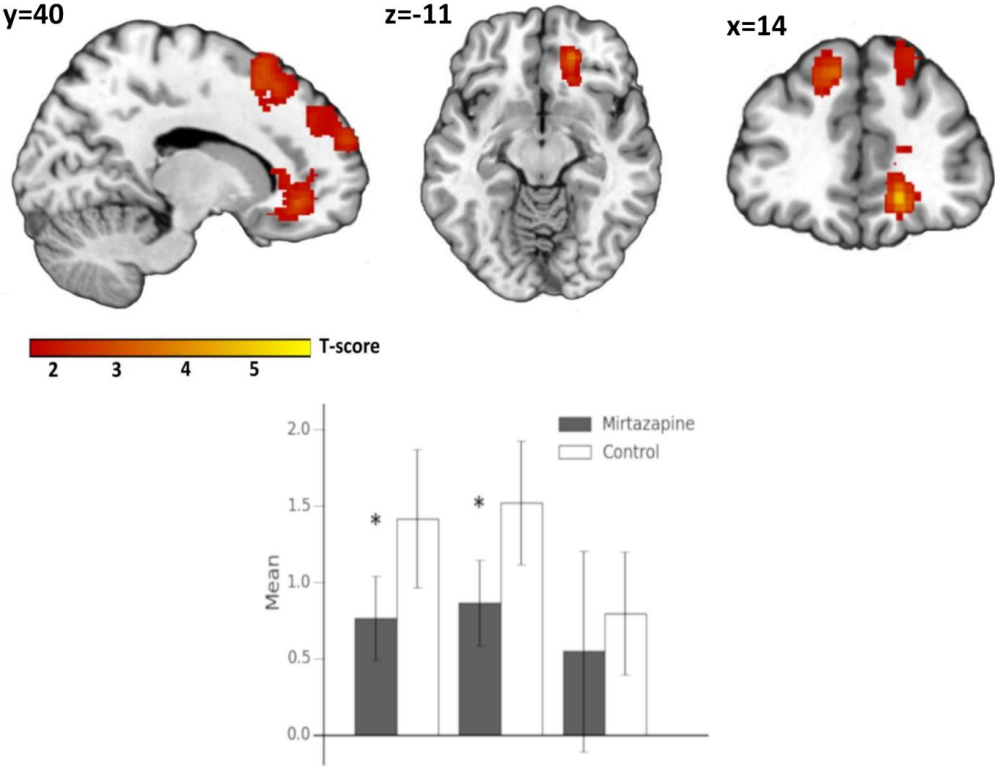 y=40
z=-11
x=14
T-score
2 3 4 5
Mirtazapine
Control
2.0
1.5
1.0
0.5
0.0
Mean
*
*